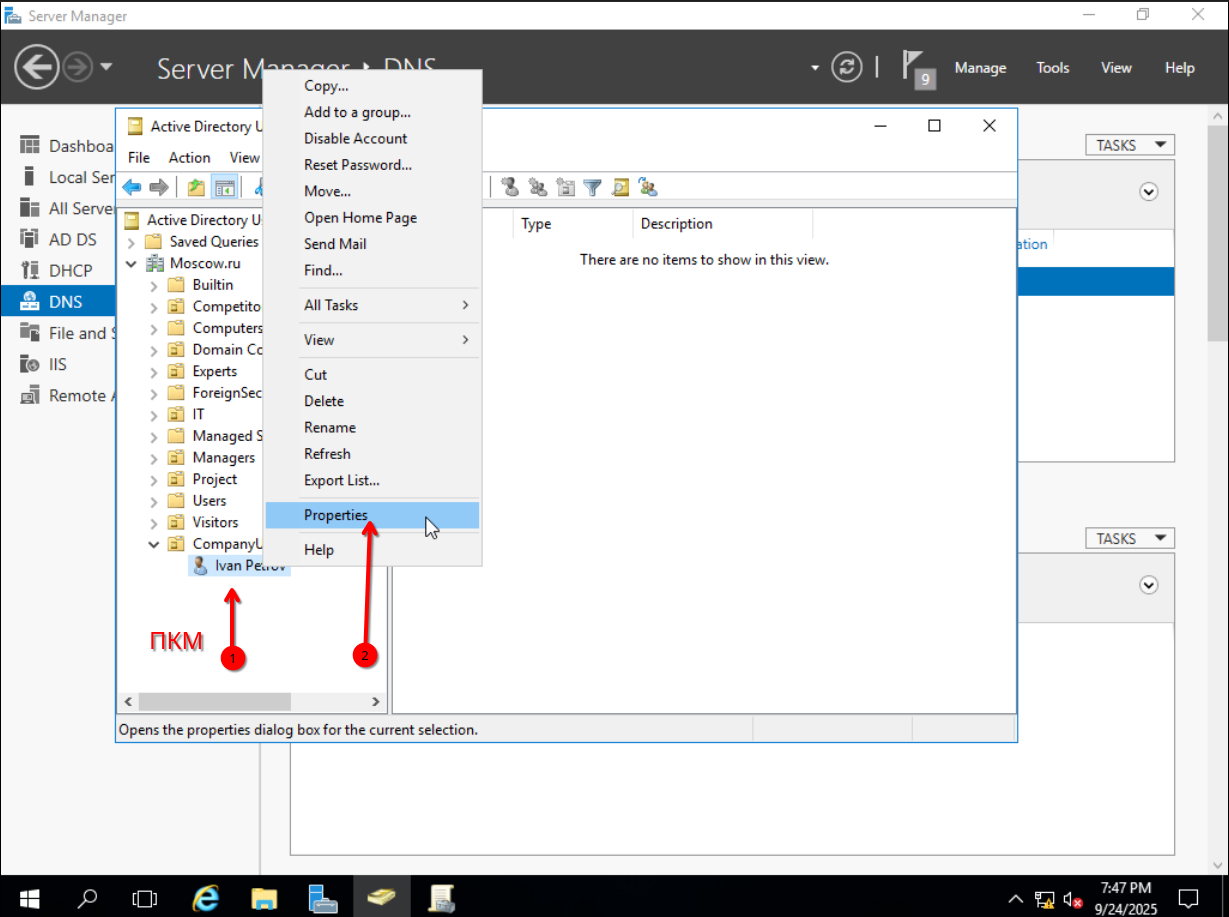 Server Manager
Server Manager • DNS
9
Manage
Tools
View
Help
Dashboa
Local Ser
All Serve
AD DS
DHCP
DNS
File and S
IIS
Remote A
Active Directory U
File
Action
View
Active Directory U
Saved Queries
Moscow.ru
Builtin
Competito
Computers
Domain Co
Experts
ForeignSec
IT
Managed S
Managers
Project
Users
Visitors
CompanyU
Ivan Petrov
Copy...
Add to a group...
Disable Account
Reset Password...
Move...
Open Home Page
Send Mail
Find...
All Tasks
View
Cut
Delete
Rename
Refresh
Export List...
Properties
Help
Type
Description
There are no items to show in this view.
ПКМ
1
2
Opens the properties dialog box for the current selection.
TASKS
ation
TASKS
7:47 PM
9/24/2025